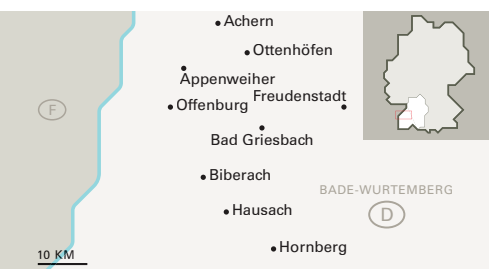 Achern
Ottenhöfen
Appenweiher
Freudenstadt
Offenburg
F
Bad Griesbach
Biberach
BADE-WURTEMBERG
D
Hausach
Hornberg
10 KM